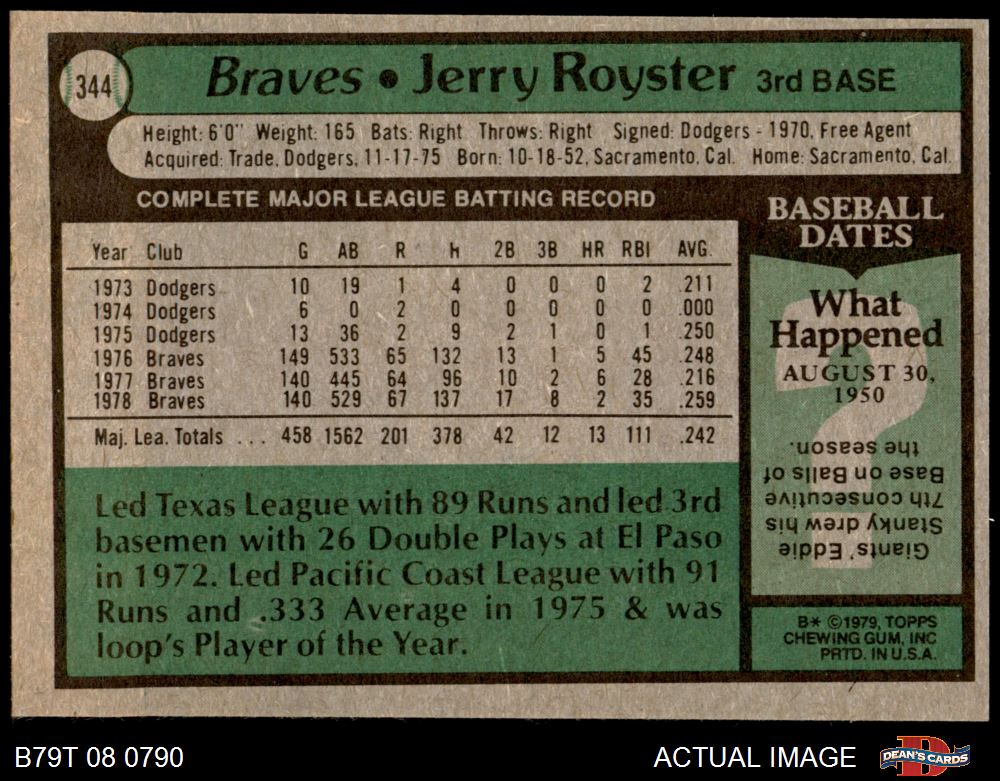 344
Braves • Jerry Royster 3rd BASE
Height: 6'0" Weight: 165 Bats: Right Throws: Right Signed: Dodgers - 1970, Free Agent
Acquired: Trade, Dodgers, 11-17-75 Born: 10-18-52, Sacramento, Cal. Home: Sacramento, Cal.
COMPLETE MAJOR LEAGUE BATTING RECORD
Year Club G AB R H 2B 3B HR RBI AVG.
1973 Dodgers 10 19 1 4 0 0 0 2 .211
1974 Dodgers 6 0 2 0 0 0 0 0 .000
1975 Dodgers 13 36 2 9 2 1 0 1 .250
1976 Braves 149 533 65 132 13 1 5 45 .248
1977 Braves 140 445 64 96 10 2 6 28 .216
1978 Braves 140 529 67 137 17 8 2 35 .259
Maj. Lea. Totals ... 458 1562 201 378 42 12 13 111 .242
Led Texas League with 89 Runs and led 3rd
basemen with 26 Double Plays at El Paso
in 1972. Led Pacific Coast League with 91
Runs and .333 Average in 1975 & was
loop's Player of the Year.
BASEBALL
DATES
What
Happened
AUGUST 30,
1950
?
Giants' Eddie
Stanky drew his
7th consecutive
Base on Balls of
the season.
B* ©1979, TOPPS
CHEWING GUM, INC
PRTD. IN U.S.A.
B79T 08 0790
ACTUAL IMAGE
D
DEAN'S CARDS